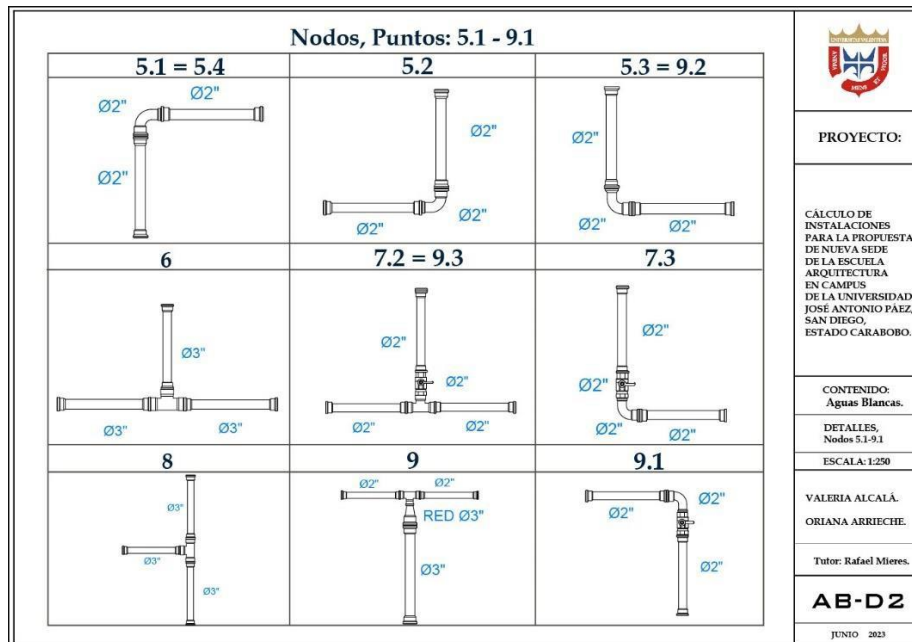 Nodos, Puntos: 5.1 - 9.1
5.1 = 5.4
Ø2"
Ø2"
Ø2"
5.2
Ø2"
Ø2"
Ø2"
5.3 = 9.2
Ø2"
Ø2"
Ø2"
6
Ø3"
Ø3"
Ø3"
7.2 = 9.3
Ø2"
Ø2"
Ø2"
Ø2"
7.3
Ø2"
Ø2"
Ø2"
Ø2"
8
Ø3"
Ø3"
Ø3"
9
Ø2"
Ø2"
RED Ø3"
Ø3"
9.1
Ø2"
Ø2"
Ø2"
PROYECTO:
CÁLCULO DE
INSTALACIONES
PARA LA PROPUESTA
DE NUEVA SEDE
DE LA ESCUELA
ARQUITECTURA
EN CAMPUS
DE LA UNIVERSIDAD
JOSÉ ANTONIO PÁEZ,
SAN DIEGO,
ESTADO CARABOBO.
CONTENIDO:
Aguas Blancas.
DETALLES,
Nodos 5.1-9.1
ESCALA: 1:250
VALERIA ALCALÁ.
ORIANA ARRIECHE.
Tutor: Rafael Mieres.
AB-D2
JUNIO 2023